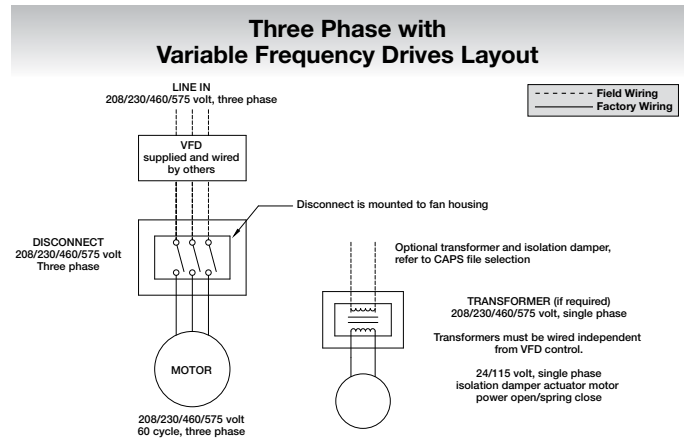 Three Phase with
Variable Frequency Drives Layout
LINE IN
208/230/460/575 volt, three phase
Field Wiring
Factory Wiring
VFD
supplied and wired
by others
Disconnect is mounted to fan housing
DISCONNECT
208/230/460/575 volt
Three phase
Optional transformer and isolation damper,
refer to CAPS file selection
TRANSFORMER (if required)
208/230/460/575 volt, single phase
Transformers must be wired independent
from VFD control.
24/115 volt, single phase
isolation damper actuator motor
power open/spring close
MOTOR
208/230/460/575 volt
60 cycle, three phase